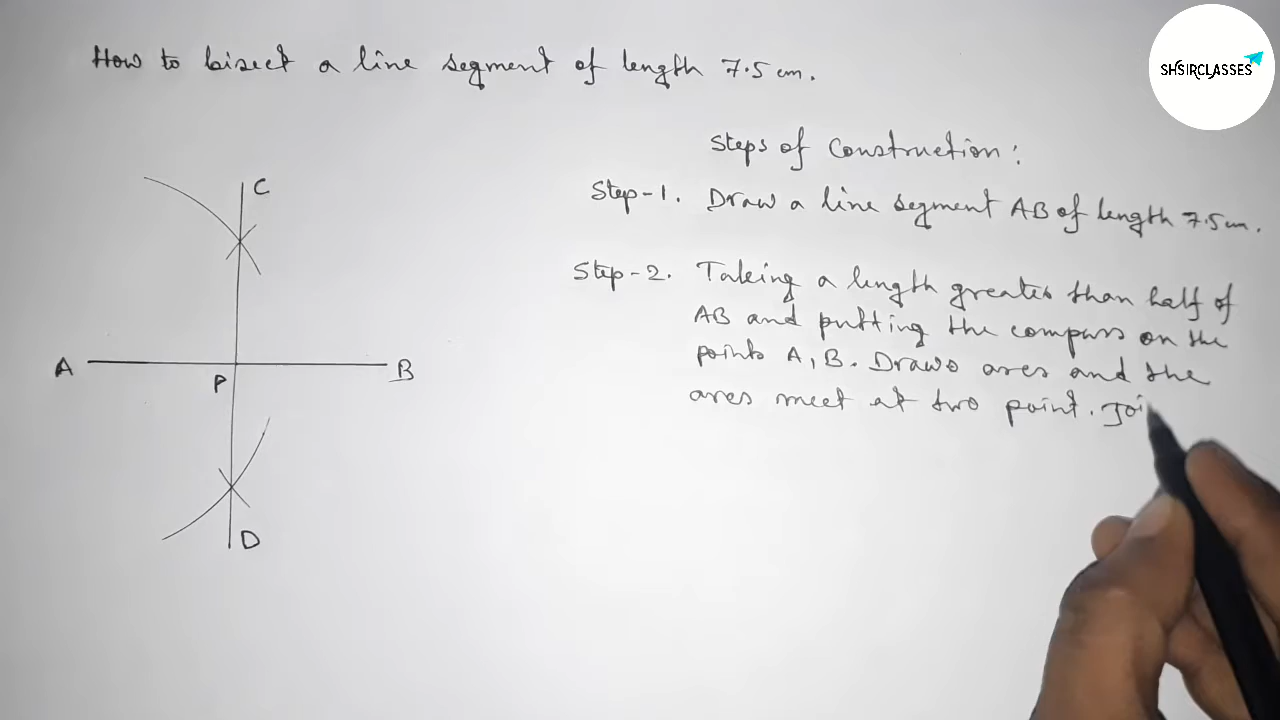 How to bisect a line segment of length 7.5 cm.
SHSIRCLASSES
Steps of Construction:
Step-1. Draw a line segment AB of length 7.5cm.
Step-2. Taking a length greater than half of
AB and putting the compass on the
points A, B. Draws arcs and the
arcs meet at two point. Joi
C
A
B
P
D